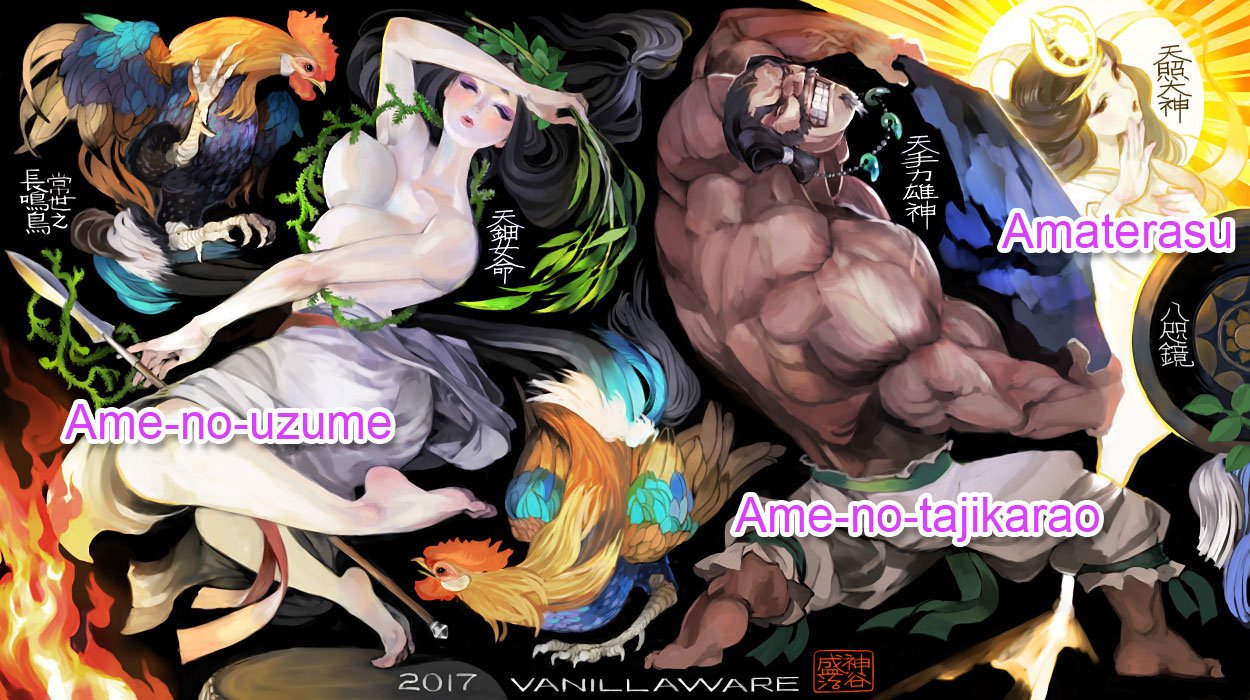 天照大神
常世之
長鳴鳥
天手力雄神
天鈿女命
Amaterasu
八咫鏡
Ame-no-uzume
Ame-no-tajikarao
2017 VANILLAWARE
神谷
盛治